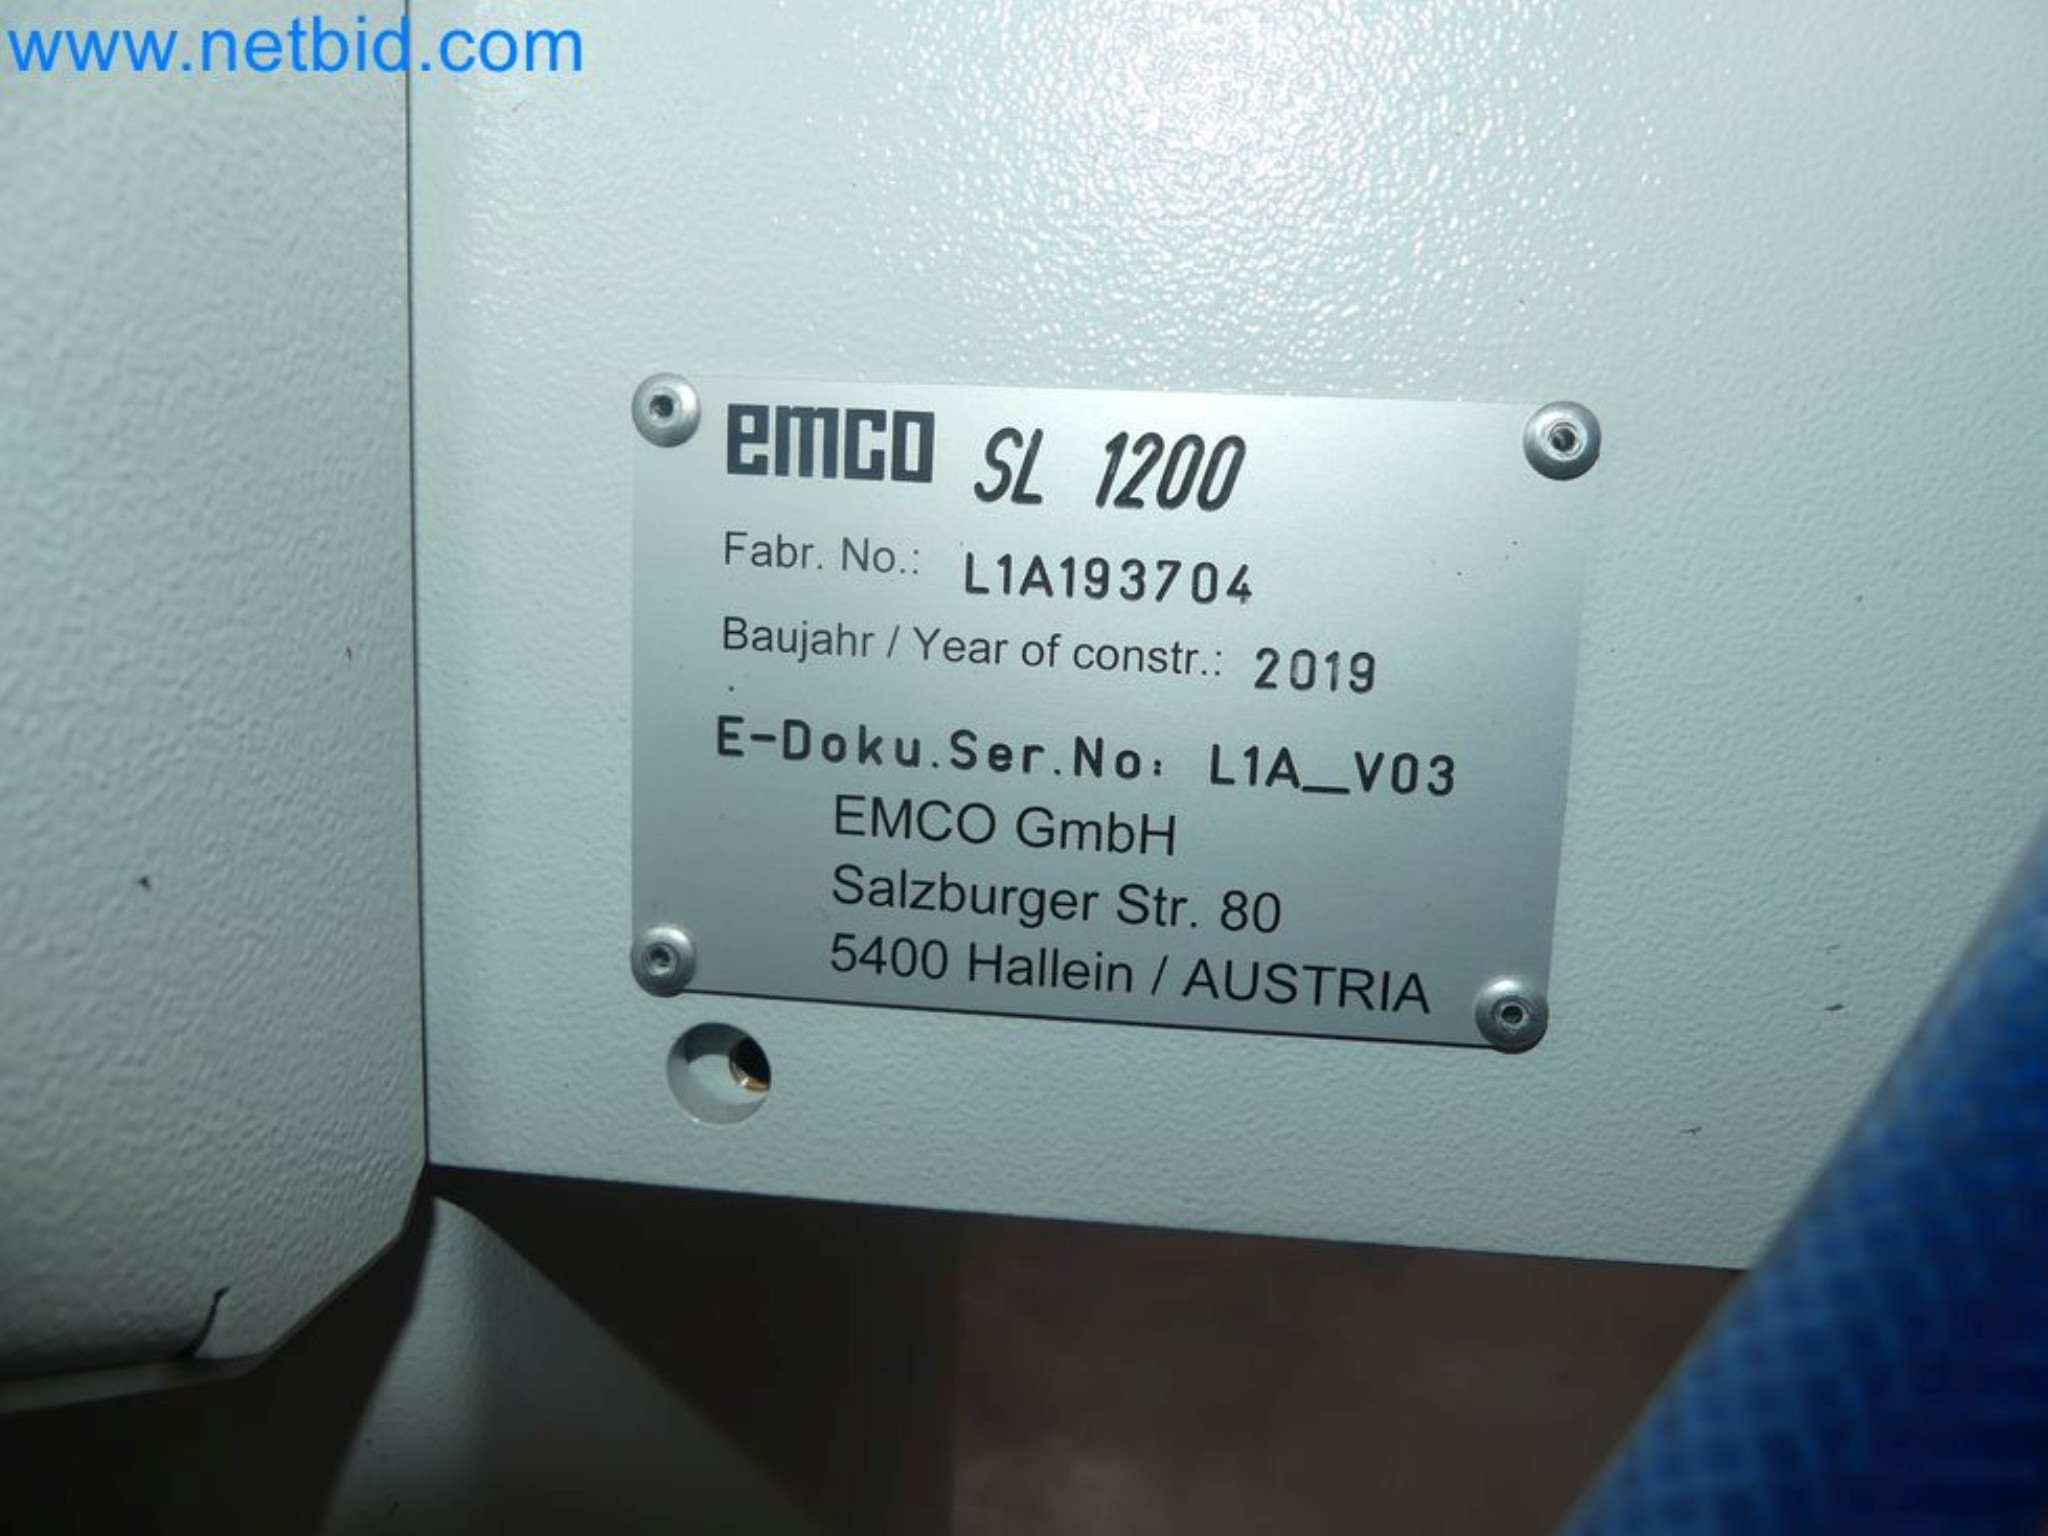 www.netbid.com
emco SL 1200
Fabr. No.: L1A193704
Baujahr / Year of constr.: 2019
E-Doku.Ser.No: L1A_V03
EMCO GmbH
Salzburger Str. 80
5400 Hallein / AUSTRIA